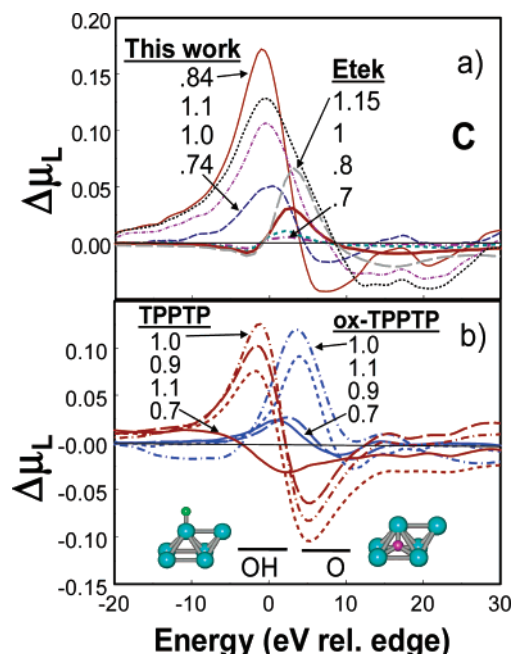 0.20
This work
a)
.84
Etek
0.15
1.1
1.15
C
1.0
1
0.10
.74
.8
ΔμL
.7
0.05
0.00
TPPTP
ox-TPPTP
b)
1.0
1.0
0.10
0.9
1.1
1.1
0.9
0.05
0.7
0.7
ΔμL
-0.00
-0.05
-0.10
OH
O
-0.15
-20 -10 0 10 20 30
Energy (eV rel. edge)